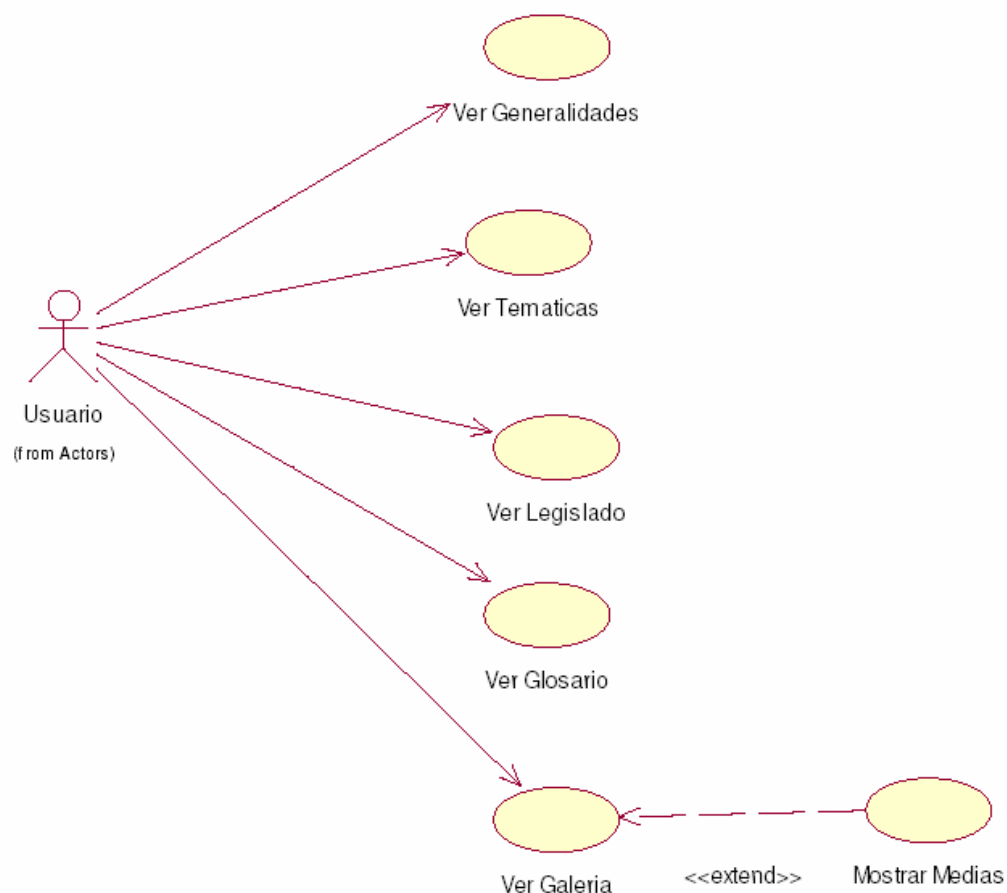 Ver Generalidades
Ver Tematicas
Usuario
(from Actors)
Ver Legislado
Ver Glosario
Ver Galeria
<<extend>>
Mostrar Medias